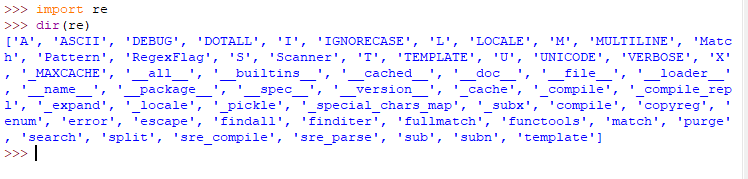 >>> import re
>>> dir(re)
['A', 'ASCII', 'DEBUG', 'DOTALL', 'I', 'IGNORECASE', 'L', 'LOCALE', 'M', 'MULTILINE', 'Matc
h', 'Pattern', 'RegexFlag', 'S', 'Scanner', 'T', 'TEMPLATE', 'U', 'UNICODE', 'VERBOSE', 'X'
, '_MAXCACHE', '__all__', '__builtins__', '__cached__', '__doc__', '__file__', '__loader__'
, '__name__', '__package__', '__spec__', '__version__', '_cache', '_compile', '_compile_rep
l', '_expand', '_locale', '_pickle', '_special_chars_map', '_subx', 'compile', 'copyreg', '
enum', 'error', 'escape', 'findall', 'finditer', 'fullmatch', 'functools', 'match', 'purge'
, 'search', 'split', 'sre_compile', 'sre_parse', 'sub', 'subn', 'template']
>>>